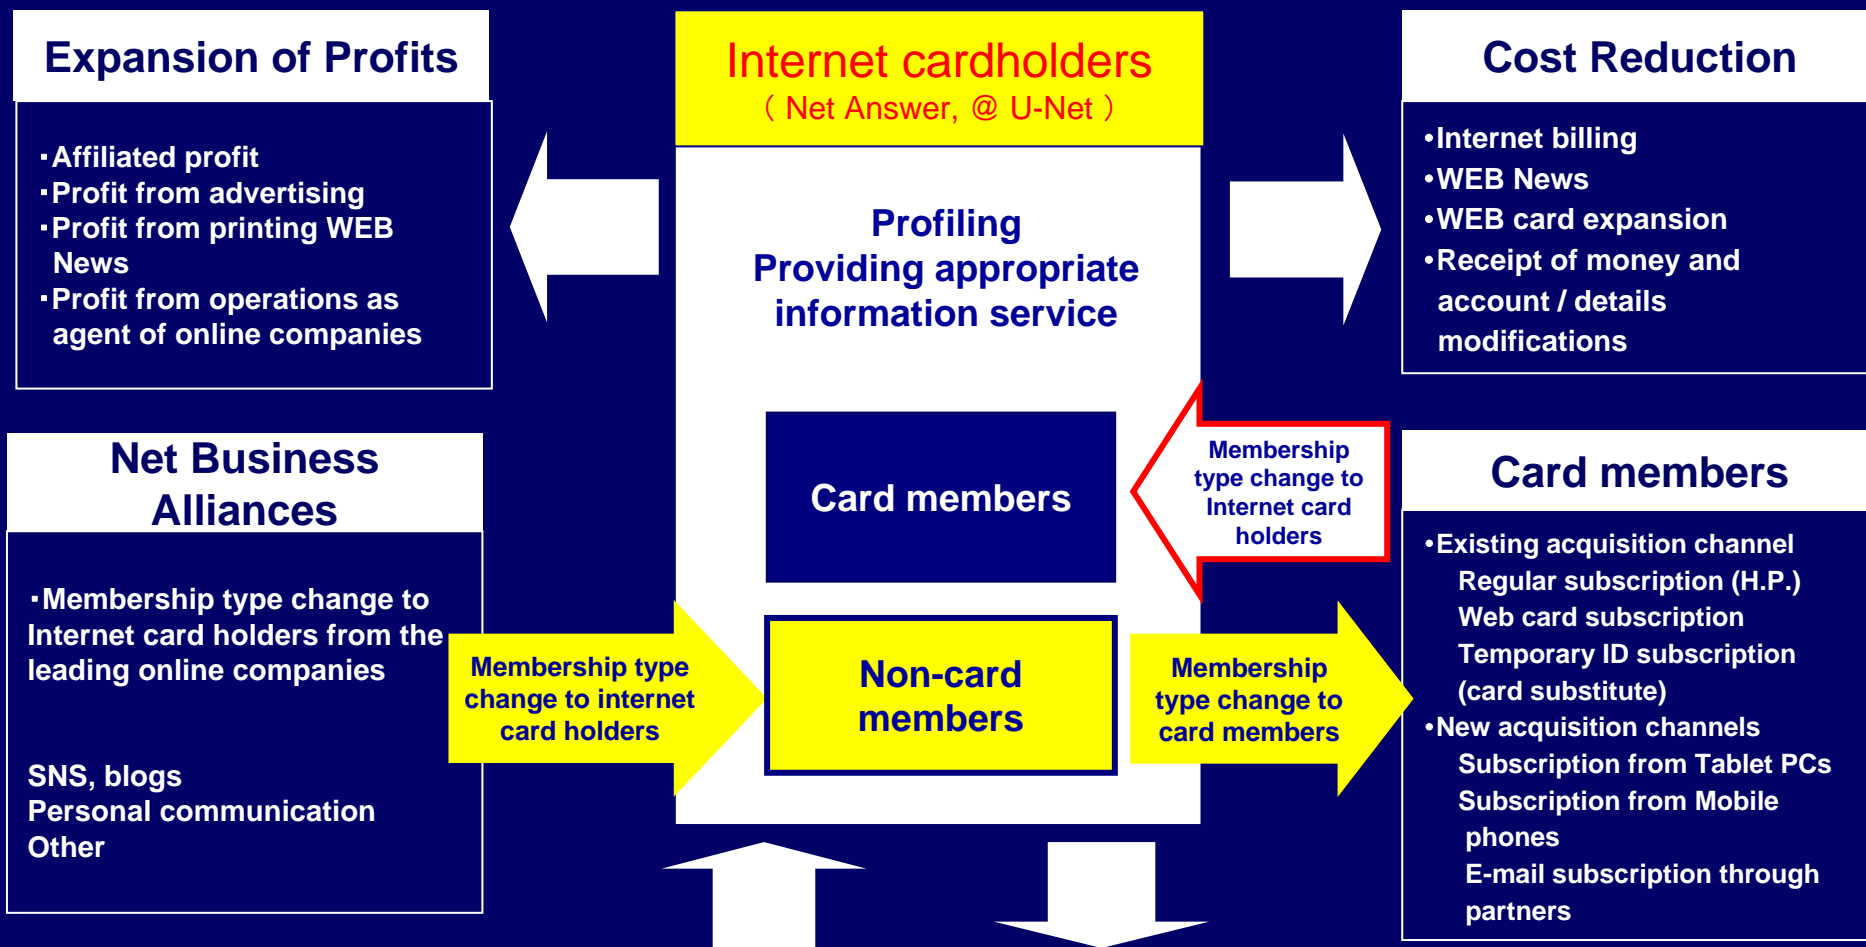 Expansion of Profits
・Affiliated profit
・Profit from advertising
・Profit from printing WEB
News
・Profit from operations as
agent of online companies
Internet cardholders
（ Net Answer, @ U-Net ）
Profiling
Providing appropriate
information service
Cost Reduction
•Internet billing
•WEB News
•WEB card expansion
•Receipt of money and
account / details
modifications
Net Business
Alliances
・Membership type change to
Internet card holders from the
leading online companies
SNS, blogs
Personal communication
Other
Membership type
change to internet
card holders
Card members
Non-card
members
Membership
type change to
Internet card
holders
Membership
type change to
card members
Card members
•Existing acquisition channel
Regular subscription (H.P.)
Web card subscription
Temporary ID subscription
(card substitute)
•New acquisition channels
Subscription from Tablet PCs
Subscription from Mobile
phones
E-mail subscription through
partners